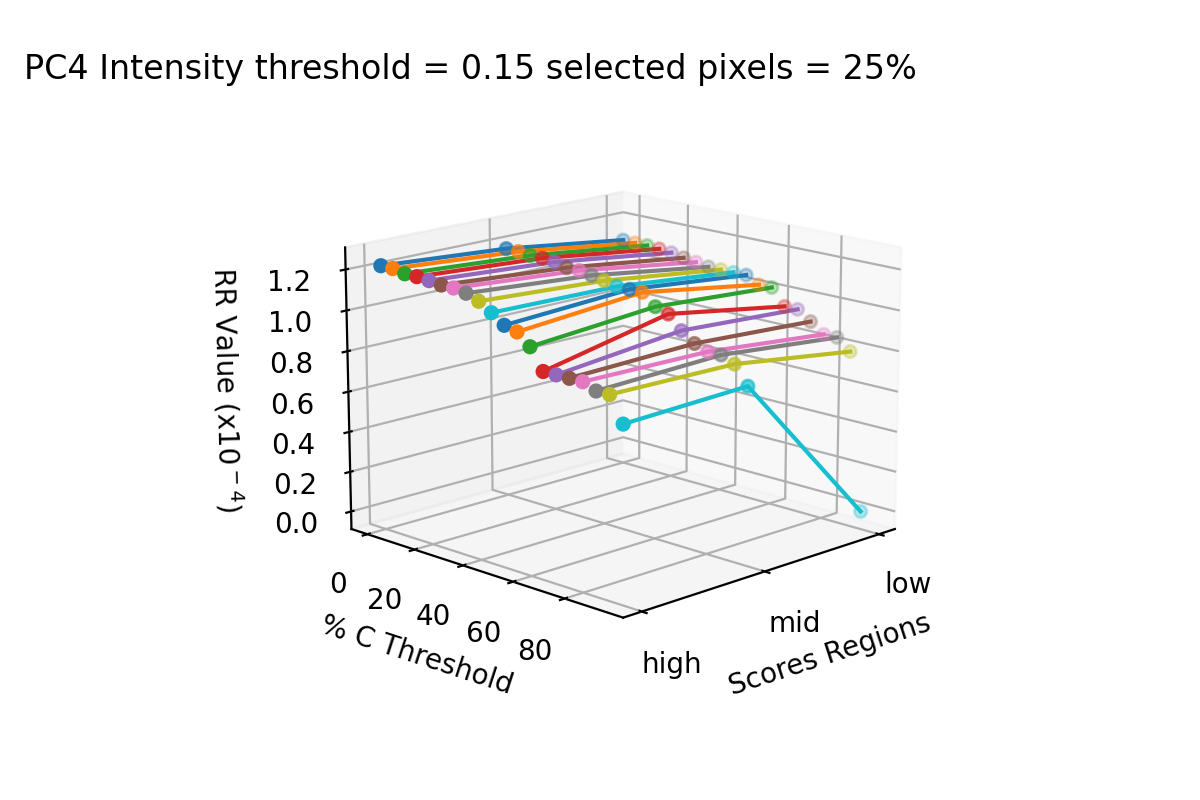 PC4 Intensity threshold = 0.15 selected pixels = 25%
RR Value (x10⁻⁴)
1.2
1.0
0.8
0.6
0.4
0.2
0.0
0
20
40
60
80
% C Threshold
high
mid
low
Scores Regions